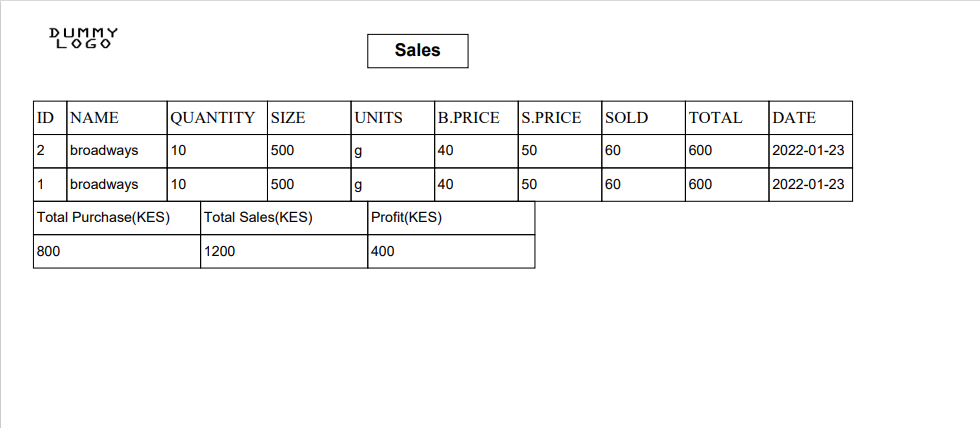 DUMMY
LOGO
Sales
ID NAME QUANTITY SIZE UNITS B.PRICE S.PRICE SOLD TOTAL DATE
2 broadways 10 500 g 40 50 60 600 2022-01-23
1 broadways 10 500 g 40 50 60 600 2022-01-23
Total Purchase(KES) Total Sales(KES) Profit(KES)
800 1200 400